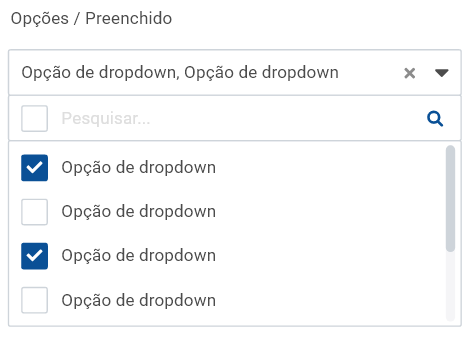 Opções / Preenchido
Opção de dropdown, Opção de dropdown
Pesquisar...
Opção de dropdown
Opção de dropdown
Opção de dropdown
Opção de dropdown